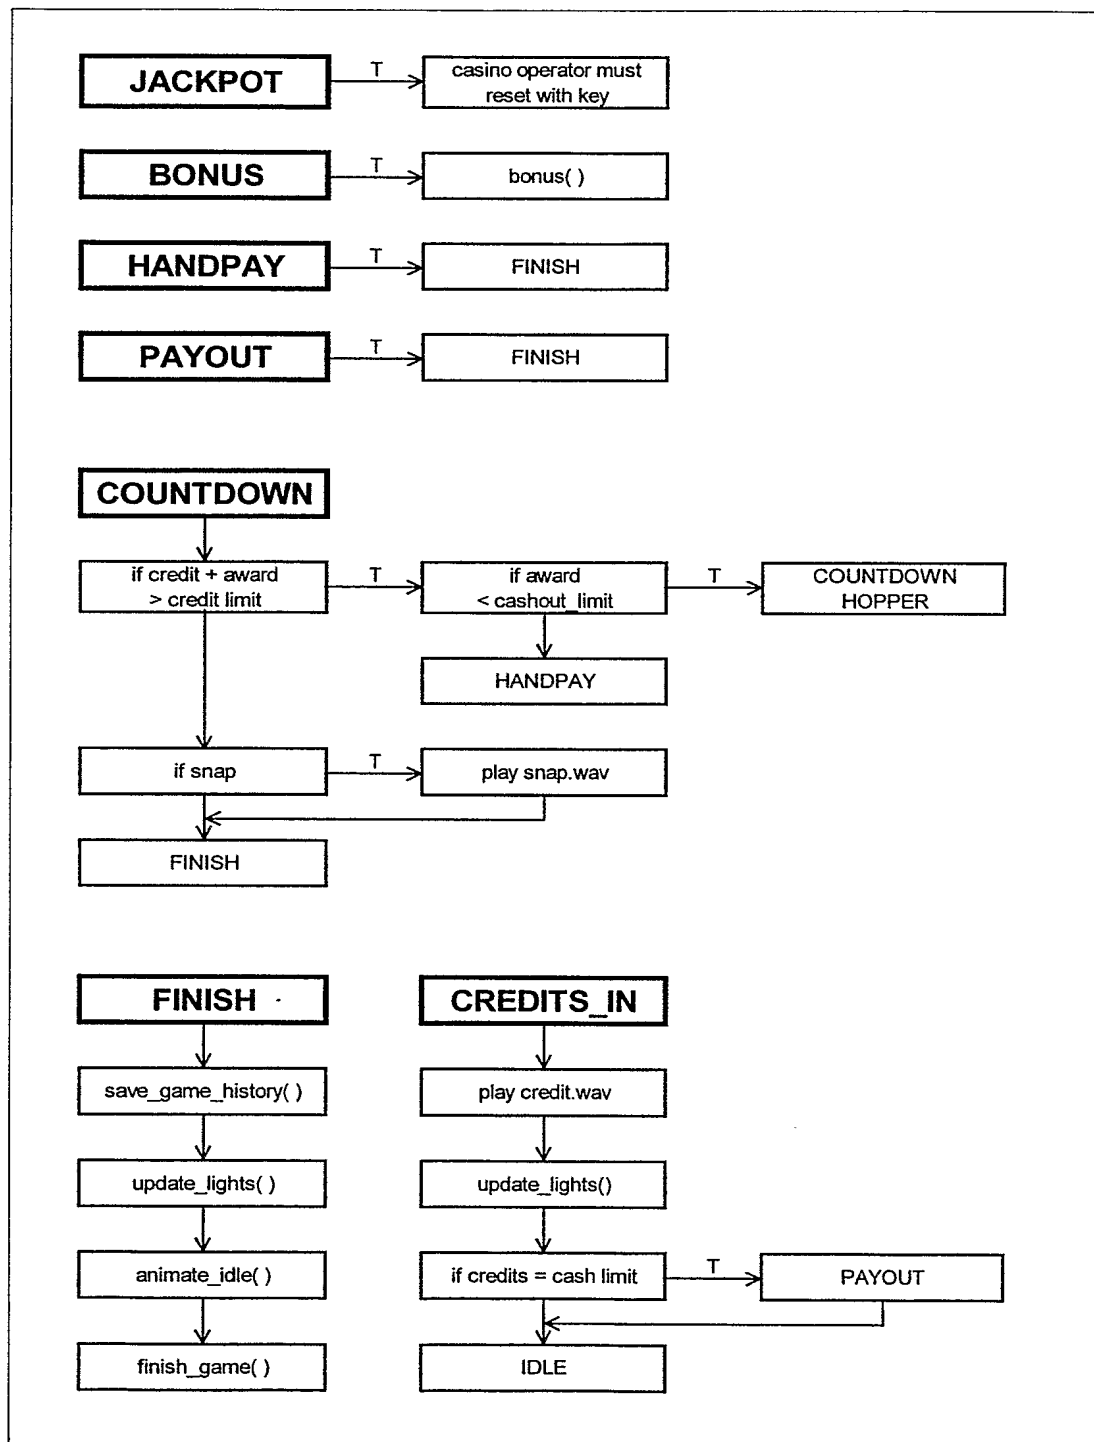 JACKPOT
T
casino operator must
reset with key
BONUS
T
bonus( )
HANDPAY
T
FINISH
PAYOUT
T
FINISH
COUNTDOWN
if credit + award
> credit limit
T
if award
< cashout_limit
T
COUNTDOWN
HOPPER
HANDPAY
if snap
T
play snap.wav
FINISH
FINISH
save_game_history( )
update_lights( )
animate_idle( )
finish_game( )
CREDITS_IN
play credit.wav
update_lights()
if credits = cash limit
T
PAYOUT
IDLE